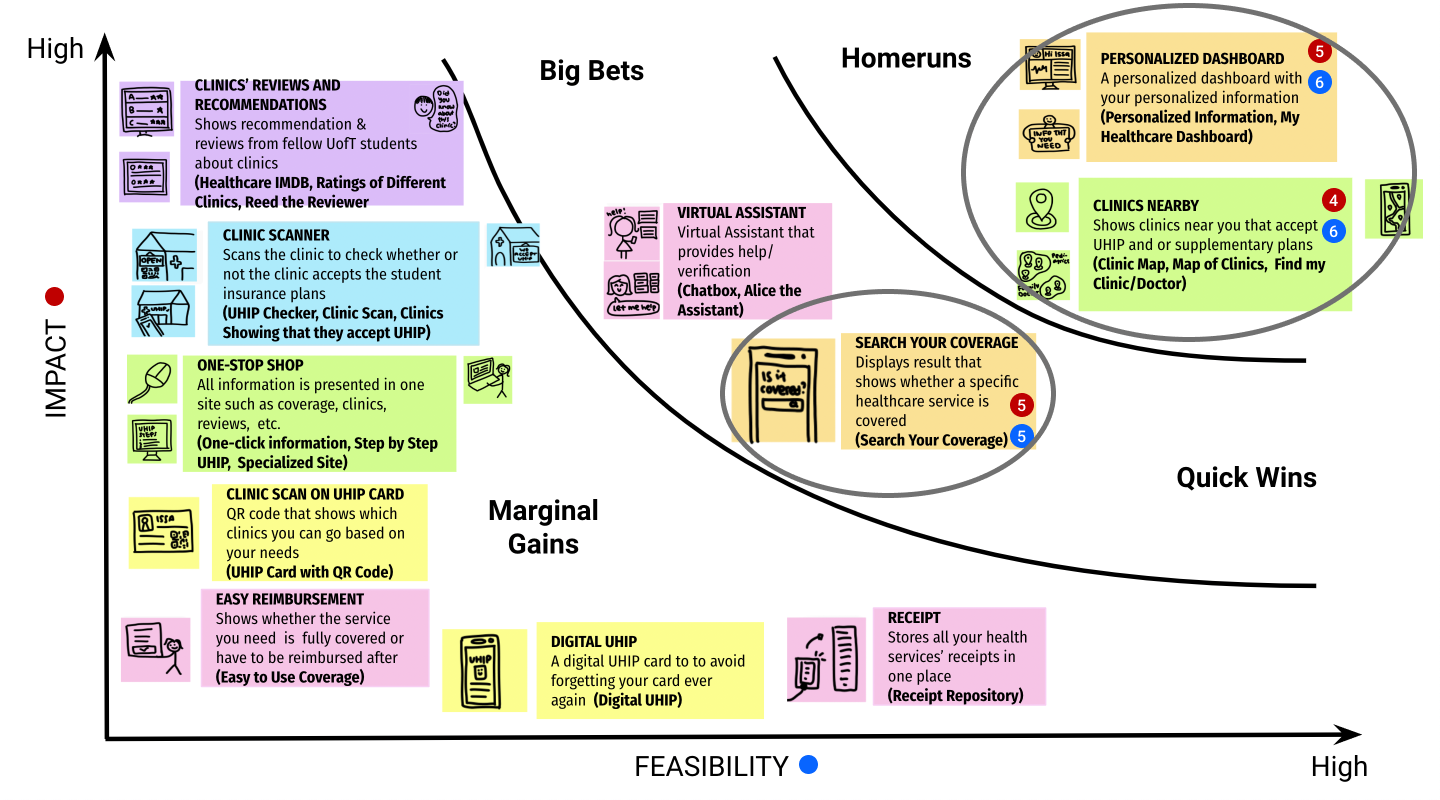 High
Big Bets
Homeruns
CLINICS' REVIEWS AND
RECOMMENDATIONS
Shows recommendation &
reviews from fellow UofT students
about clinics
(Healthcare IMDB, Ratings of Different
Clinics, Reed the Reviewer
A
B
C
Did
you
know
about
this
clinic?
Hi Issa
INFO THT
YOU
NEED
PERSONALIZED DASHBOARD
A personalized dashboard with
your personalized information
(Personalized Information, My
Healthcare Dashboard)
5
6
CLINICS NEARBY
Shows clinics near you that accept
UHIP and or supplementary plans
(Clinic Map, Map of Clinics, Find my
Clinic/Doctor)
4
6
CLINIC SCANNER
Scans the clinic to check whether or
not the clinic accepts the student
insurance plans
(UHIP Checker, Clinic Scan, Clinics
Showing that they accept UHIP)
OPEN
UHIP
WE
ACCEPT
UHIP
help!
let me help
VIRTUAL ASSISTANT
Virtual Assistant that
provides help/
verification
(Chatbox, Alice the
Assistant)
Is it
covered?
SEARCH YOUR COVERAGE
Displays result that
shows whether a specific
healthcare service is
covered
(Search Your Coverage)
5
5
ONE-STOP SHOP
All information is presented in one
site such as coverage, clinics,
reviews, etc.
(One-click information, Step by Step
UHIP, Specialized Site)
UHIP
STEPS
Quick Wins
Marginal
Gains
ISSA
CLINIC SCAN ON UHIP CARD
QR code that shows which
clinics you can go based on
your needs
(UHIP Card with QR Code)
EASY REIMBURSEMENT
Shows whether the service
you need is fully covered or
have to be reimbursed after
(Easy to Use Coverage)
UHIP
DIGITAL UHIP
A digital UHIP card to to avoid
forgetting your card ever
again (Digital UHIP)
RECEIPT
Stores all your health
services' receipts in
one place
(Receipt Repository)
IMPACT
FEASIBILITY
High